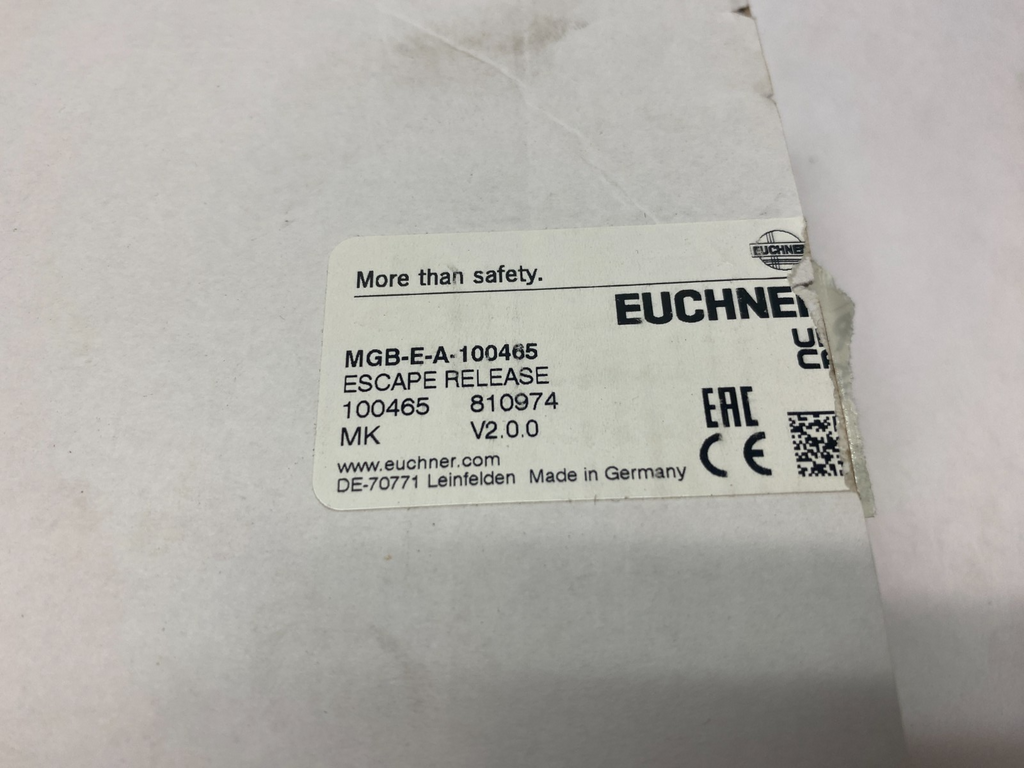 EUCHNER
More than safety.
EUCHNER
MGB-E-A-100465
ESCAPE RELEASE
100465 810974
MK V2.0.0
EAC
CE
www.euchner.com
DE-70771 Leinfelden Made in Germany